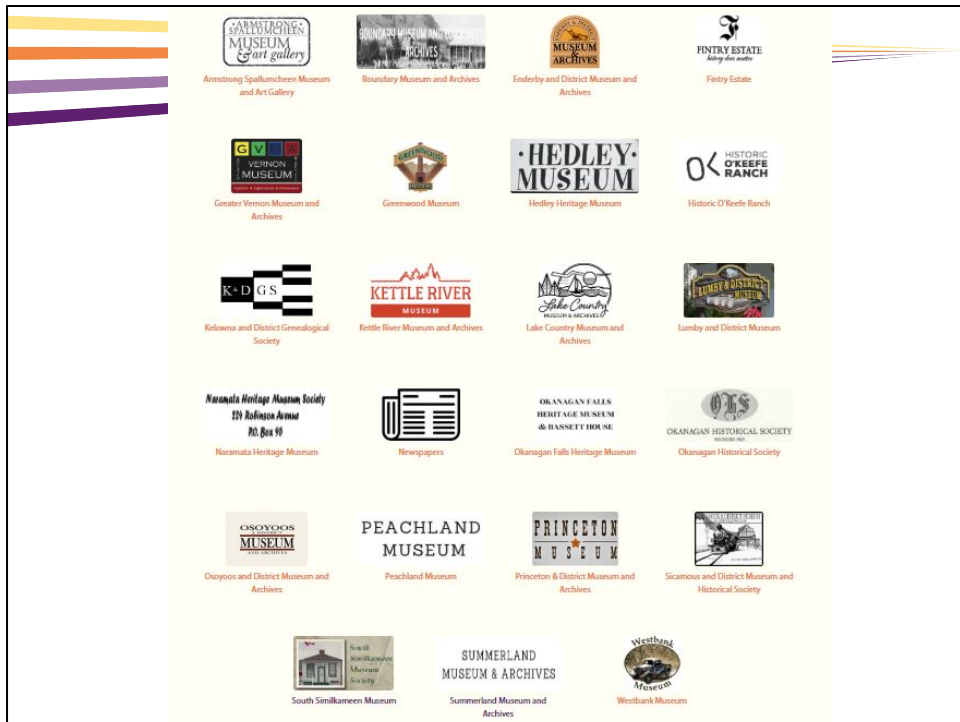 ·ARMSTRONG·
SPALLUMCHEEN
MUSEUM
& art gallery
Armstrong Spallumcheen Museum
and Art Gallery
BOUNDARY MUSEUM AND
ARCHIVES
Boundary Museum and Archives
ENDERBY & DISTRICT
MUSEUM
&
ARCHIVES
Enderby and District Museum and
Archives
F
FINTRY ESTATE
history does matter
Fintry Estate
G V M A
VERNON
MUSEUM
Greater Vernon Museum and
Archives
GREENWOOD
Greenwood Museum
·HEDLEY·
MUSEUM
Hedley Heritage Museum
OK
HISTORIC
O'KEEFE
RANCH
Historic O'Keefe Ranch
K & D G S
Kelowna and District Genealogical
Society
KETTLE RIVER
MUSEUM
Kettle River Museum and Archives
Lake Country
MUSEUM & ARCHIVES
Lake Country Museum and
Archives
LUMBY & DISTRICT
MUSEUM
Lumby and District Museum
Naramata Heritage Museum Society
224 Robinson Avenue
P.O. Box 95
Naramata Heritage Museum
Newspapers
OKANAGAN FALLS
HERITAGE MUSEUM
& BASSETT HOUSE
Okanagan Falls Heritage Museum
OHS
OKANAGAN HISTORICAL SOCIETY
FOUNDED 1925
Okanagan Historical Society
OSOYOOS
& DISTRICT
MUSEUM
AND ARCHIVES
Osoyoos and District Museum and
Archives
PEACHLAND
MUSEUM
Peachland Museum
PRINCETON
MUSEUM
Princeton & District Museum and
Archives
Sicamous and District Museum and
Historical Society
South
Similkameen
Museum
Society
South Similkameen Museum
SUMMERLAND
MUSEUM & ARCHIVES
Summerland Museum and
Archives
Westbank
Museum
Westbank Museum